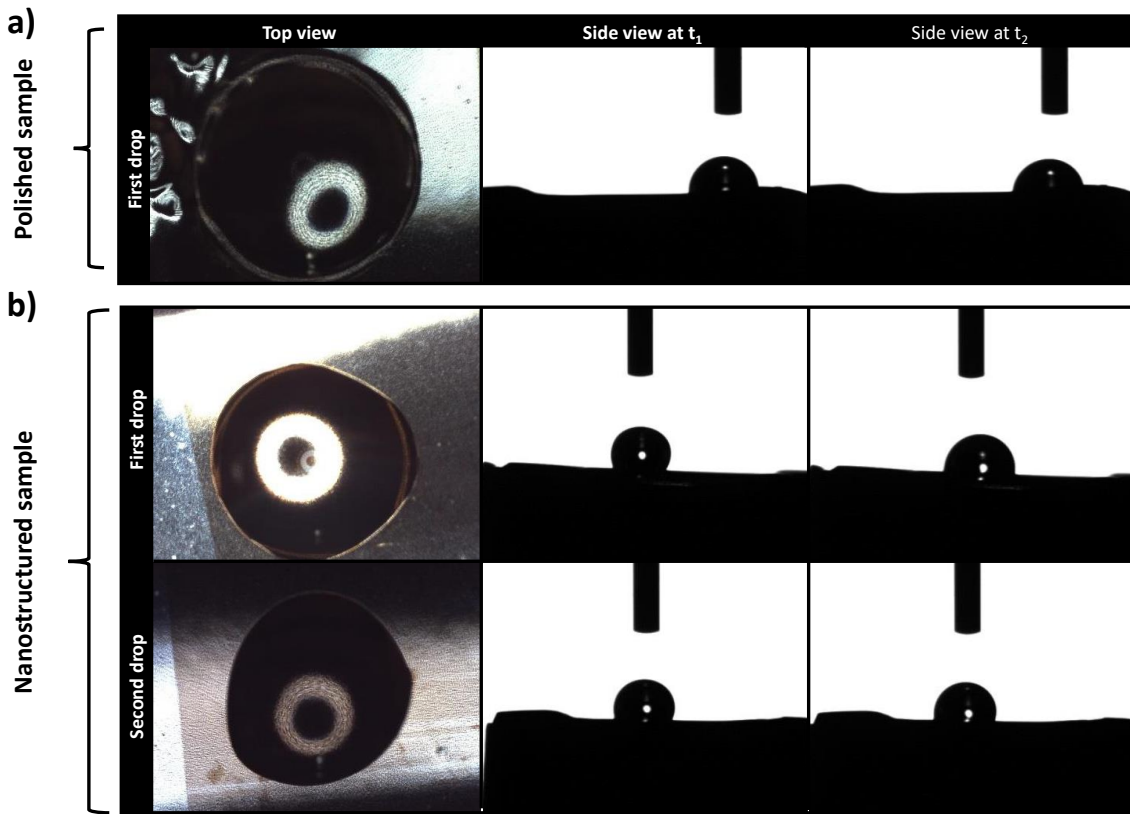 a)
Top view
Side view at t₁
Side view at t₂
Polished sample
First drop
b)
Nanostructured sample
First drop
Second drop